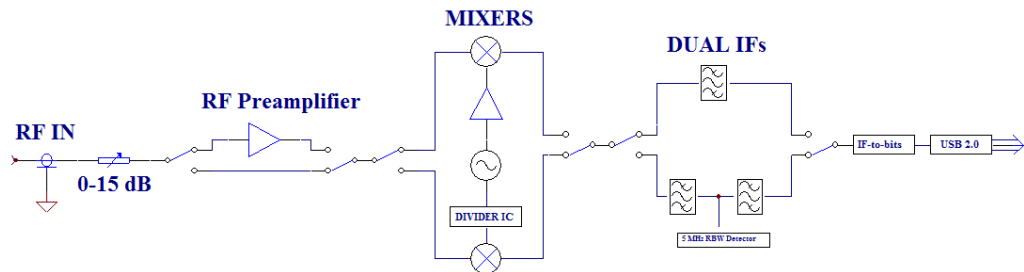 MIXERS
DUAL IFs
RF Preamplifier
RF IN
0-15 dB
DIVIDER IC
IF-to-bits
USB 2.0
5 MHz RBW Detector